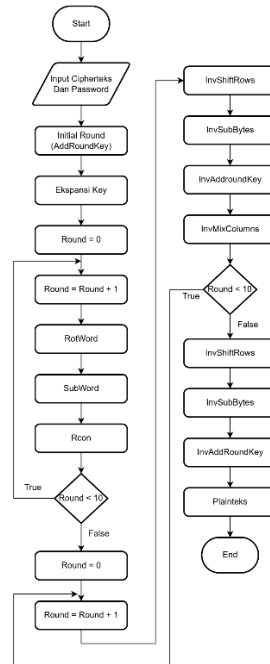 Start
Input Cipherteks
Dan Password
Initial Round
(AddRoundKey)
Ekspansi Key
Round = 0
Round = Round + 1
RotWord
SubWord
Rcon
Round < 10
True
False
Round = 0
Round = Round + 1
InvShiftRows
InvSubBytes
InvAddroundKey
InvMixColumns
Round < 10
True
False
InvShiftRows
InvSubBytes
InvAddRoundKey
Plainteks
End